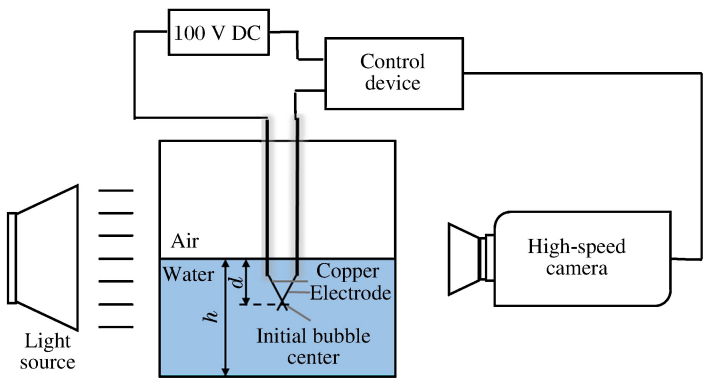 100 V DC
Control
device
Air
Water
d
h
Copper
Electrode
Initial bubble
center
High-speed
camera
Light
source